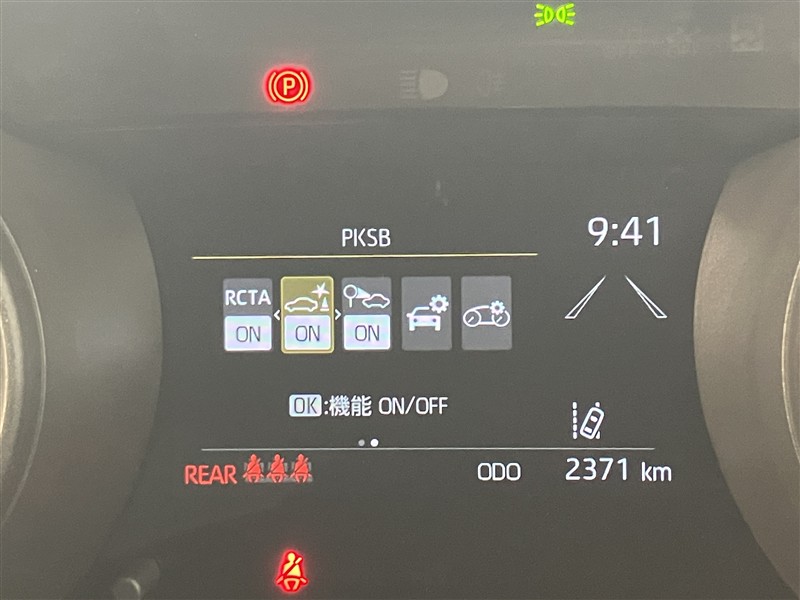 P
PKSB
9:41
RCTA
ON
ON
ON
OK:機能 ON/OFF
REAR
ODO 2371 km